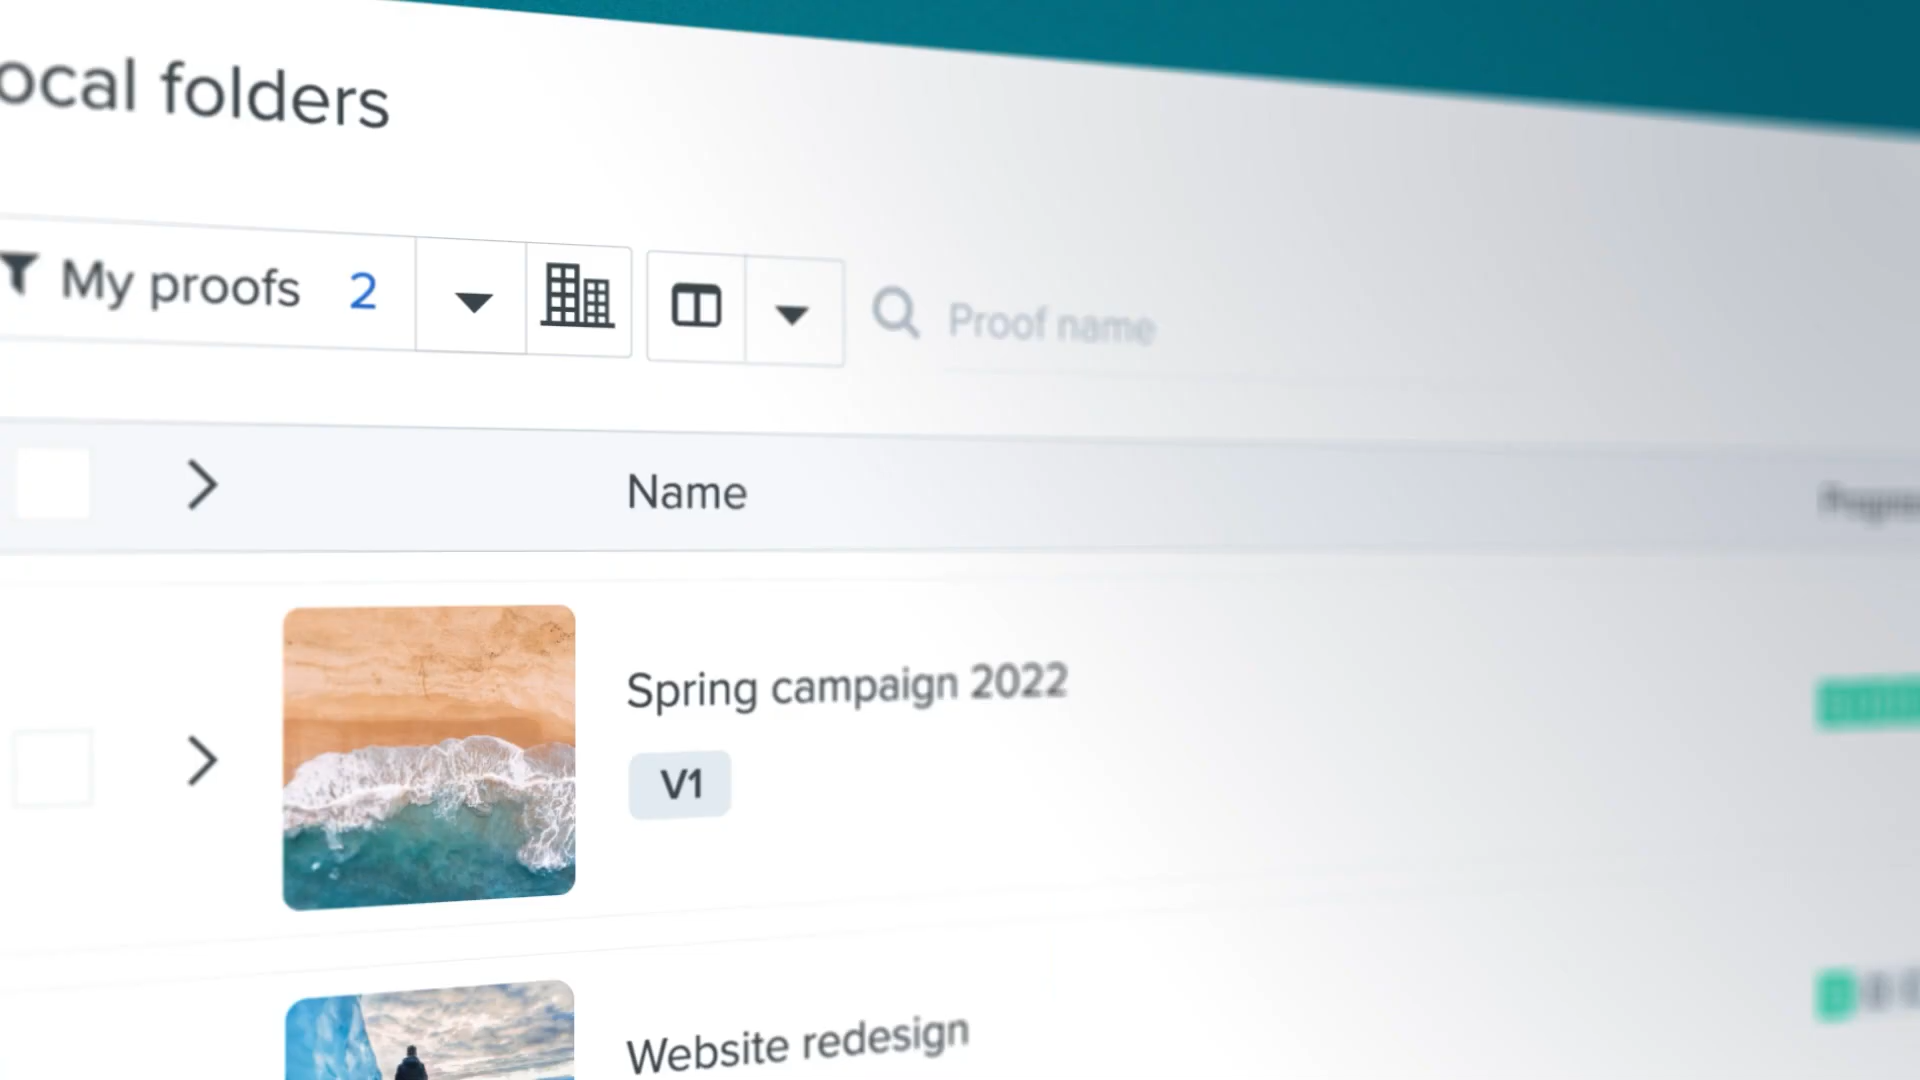 ocal folders
My proofs 2
Proof name
Name
Spring campaign 2022
V1
Website redesign